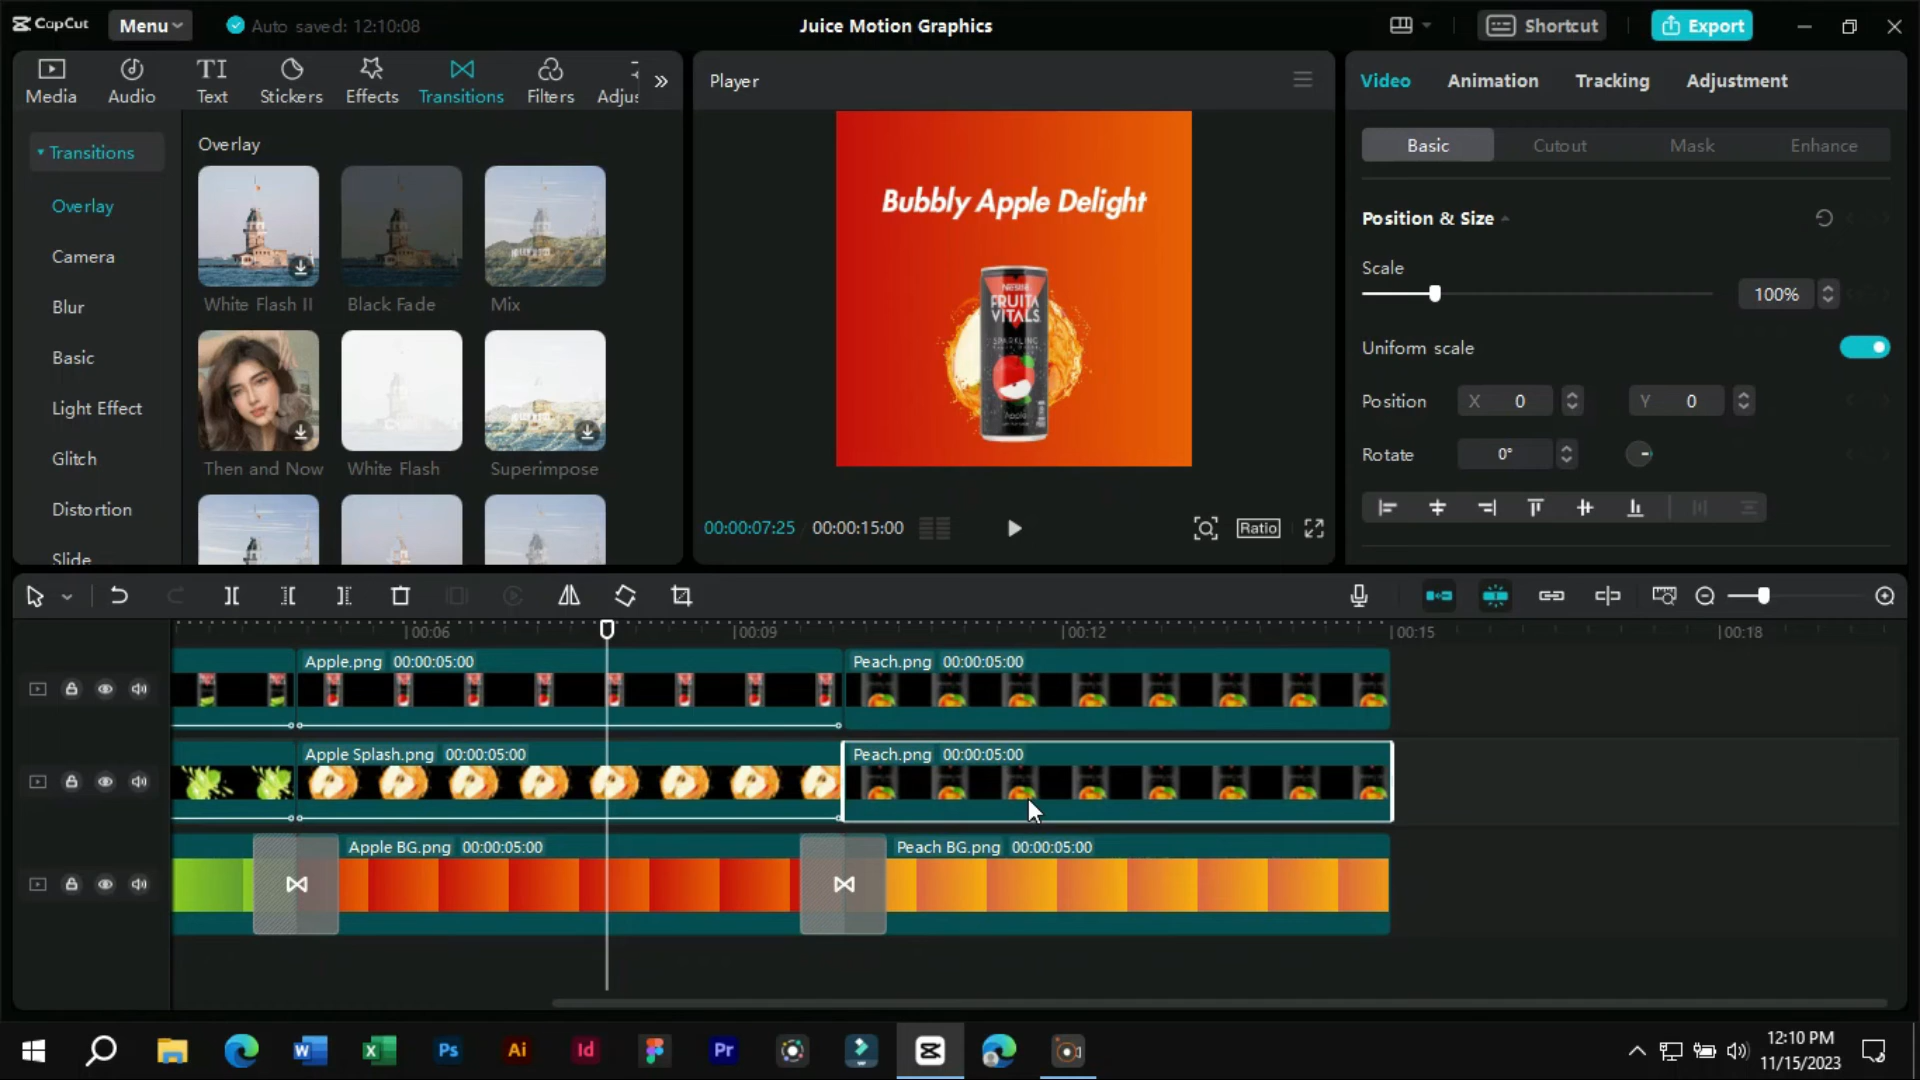 CapCut
Menu
Auto saved: 12:10:08
Juice Motion Graphics
Shortcut
Export
Media
Audio
TI
Text
Stickers
Effects
Transitions
Filters
Adjus
Player
Video
Animation
Tracking
Adjustment
Transitions
Overlay
Camera
Blur
Basic
Light Effect
Glitch
Distortion
Slide
Overlay
White Flash II
Black Fade
Mix
Then and Now
White Flash
Superimpose
Bubbly Apple Delight
NESTLE
FRUITA
VITALS
SPARKLING
Apple
00:00:07:25
00:00:15:00
Ratio
Basic
Cutout
Mask
Enhance
Position & Size
Scale
100%
Uniform scale
Position
X 0
Y 0
Rotate
0°
00:06
00:09
00:12
00:15
00:18
Apple.png 00:00:05:00
Peach.png 00:00:05:00
Apple Splash.png 00:00:05:00
Peach.png 00:00:05:00
Apple BG.png 00:00:05:00
Peach BG.png 00:00:05:00
W
X
Ps
Ai
Id
Pr
12:10 PM
11/15/2023